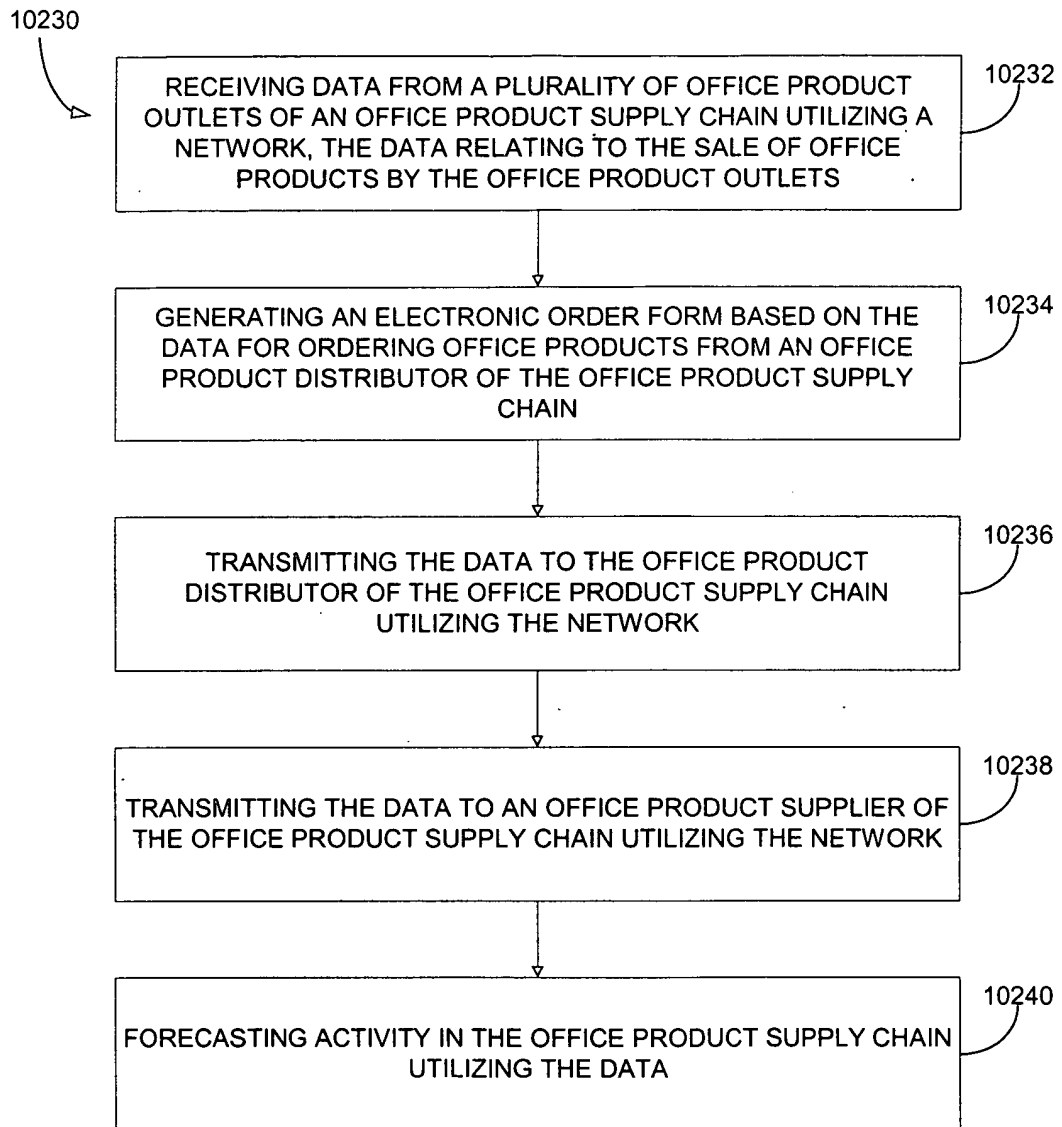 10230
10232
RECEIVING DATA FROM A PLURALITY OF OFFICE PRODUCT
OUTLETS OF AN OFFICE PRODUCT SUPPLY CHAIN UTILIZING A
NETWORK, THE DATA RELATING TO THE SALE OF OFFICE
PRODUCTS BY THE OFFICE PRODUCT OUTLETS
10234
GENERATING AN ELECTRONIC ORDER FORM BASED ON THE
DATA FOR ORDERING OFFICE PRODUCTS FROM AN OFFICE
PRODUCT DISTRIBUTOR OF THE OFFICE PRODUCT SUPPLY
CHAIN
10236
TRANSMITTING THE DATA TO THE OFFICE PRODUCT
DISTRIBUTOR OF THE OFFICE PRODUCT SUPPLY CHAIN
UTILIZING THE NETWORK
10238
TRANSMITTING THE DATA TO AN OFFICE PRODUCT SUPPLIER OF
THE OFFICE PRODUCT SUPPLY CHAIN UTILIZING THE NETWORK
10240
FORECASTING ACTIVITY IN THE OFFICE PRODUCT SUPPLY CHAIN
UTILIZING THE DATA